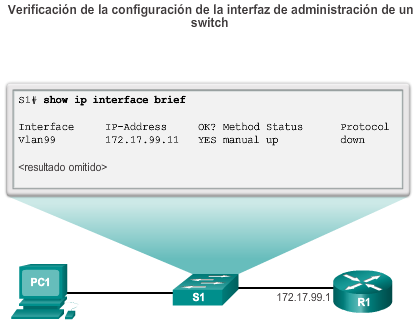 Verificación de la configuración de la interfaz de administración de un
switch
S1# show ip interface brief
Interface IP-Address OK? Method Status Protocol
Vlan99 172.17.99.11 YES manual up down
<resultado omitido>
PC1
S1
172.17.99.1
R1